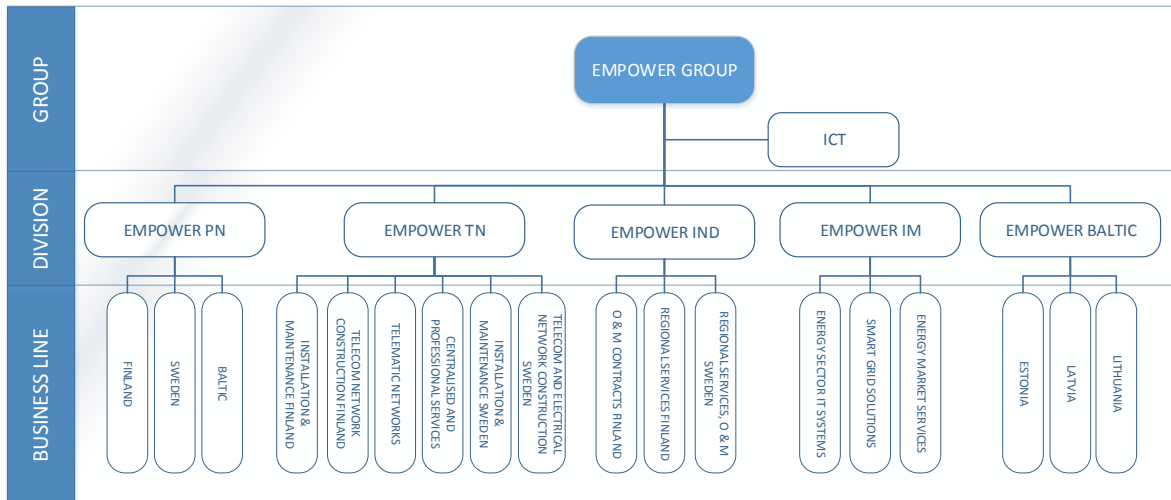 GROUP
EMPOWER GROUP
ICT
DIVISION
EMPOWER PN
EMPOWER TN
EMPOWER IND
EMPOWER IM
EMPOWER BALTIC
BUSINESS LINE
FINLAND
SWEDEN
BALTIC
INSTALLATION &
MAINTENANCE FINLAND
TELECOM NETWORK
CONSTRUCTION FINLAND
TELEMATIC NETWORKS
CENTRALISED AND
PROFESSIONAL SERVICES
INSTALLATION &
MAINTENANCE SWEDEN
TELECOM AND ELECTRICAL
NETWORK CONSTRUCTION
SWEDEN
O & M CONTRACTS FINLAND
REGIONAL SERVICES FINLAND
REGIONAL SERVICES, O & M
SWEDEN
ENERGY SECTOR IT SYSTEMS
SMART GRID SOLUTIONS
ENERGY MARKET SERVICES
ESTONIA
LATVIA
LITHUANIA